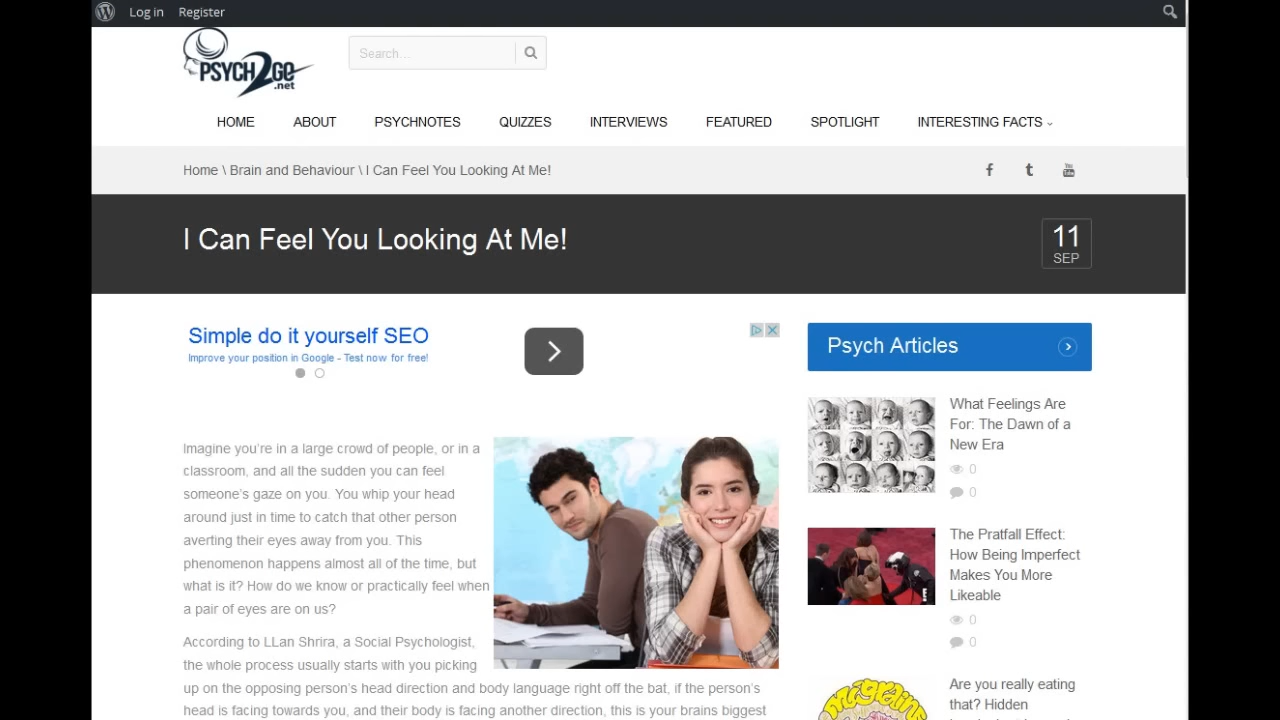 Log in Register
PSYCH2GO
.net
Search...
HOME ABOUT PSYCHNOTES QUIZZES INTERVIEWS FEATURED SPOTLIGHT INTERESTING FACTS
Home \ Brain and Behaviour \ I Can Feel You Looking At Me!
f t You Tube
I Can Feel You Looking At Me!
11
SEP
Simple do it yourself SEO
Improve your position in Google - Test now for free!
Imagine you're in a large crowd of people, or in a
classroom, and all the sudden you can feel
someone's gaze on you. You whip your head
around just in time to catch that other person
averting their eyes away from you. This
phenomenon happens almost all of the time, but
what is it? How do we know or practically feel when
a pair of eyes are on us?
According to LLan Shrira, a Social Psychologist,
the whole process usually starts with you picking
up on the opposing person's head direction and body language right off the bat, if the person's
head is facing towards you, and their body is facing another direction, this is your brains biggest
Psych Articles
What Feelings Are
For: The Dawn of a
New Era
0
0
The Pratfall Effect:
How Being Imperfect
Makes You More
Likeable
0
0
migrain
Are you really eating
that? Hidden